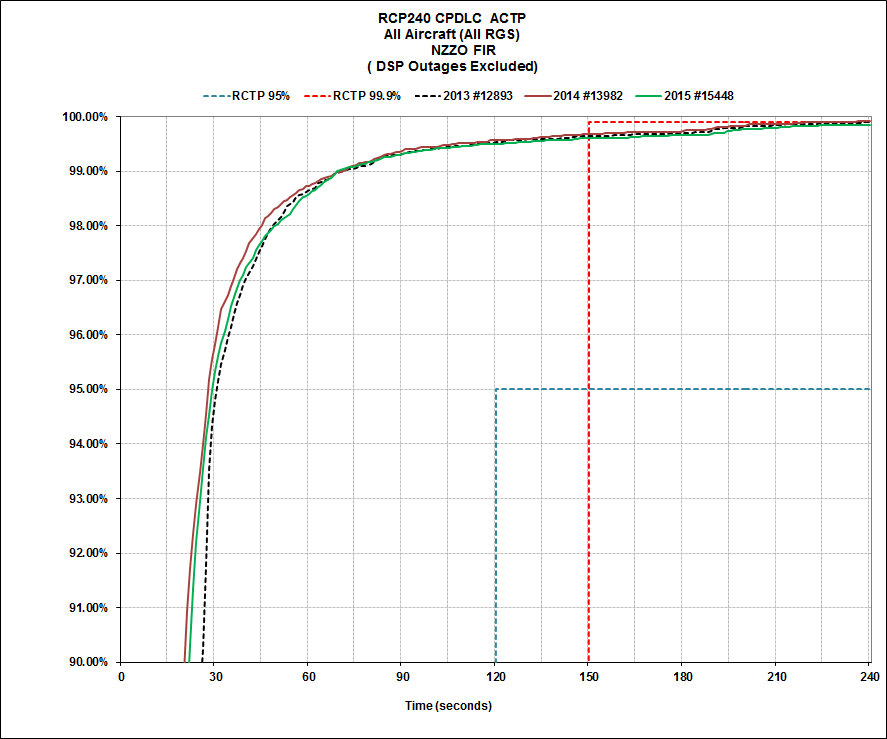 RCP240 CPDLC ACTP
All Aircraft (All RGS)
NZZO FIR
( DSP Outages Excluded)
RCTP 95% RCTP 99.9% 2013 #12893 2014 #13982 2015 #15448
100.00%
99.00%
98.00%
97.00%
96.00%
95.00%
94.00%
93.00%
92.00%
91.00%
90.00%
0 30 60 90 120 150 180 210 240
Time (seconds)